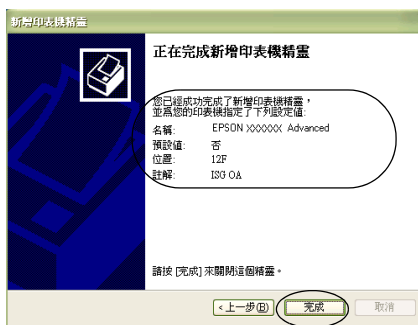 新增印表機精靈
正在完成新增印表機精靈
您已經成功完成了新增印表機精靈，
並為您的印表機指定了下列設定值:
名稱: EPSON XXXXXX Advanced
預設值: 否
位置: 12F
註解: ISG OA
請按 [完成] 來關閉這個精靈。
<上一步(B) 完成 取消